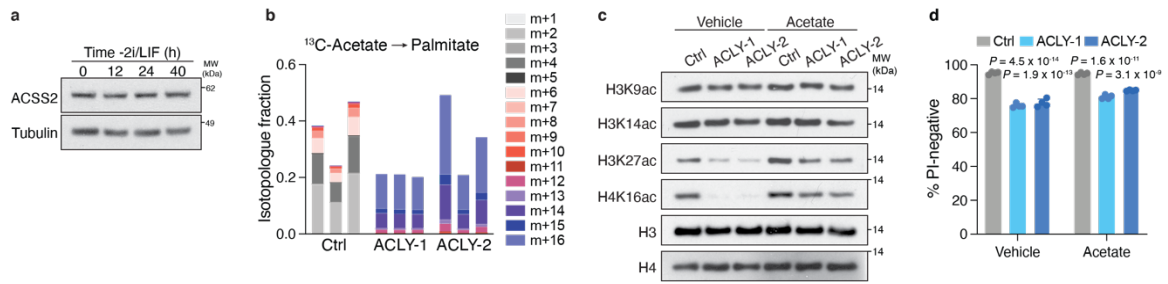 a
Time -2i/LIF (h)
0 12 24 40
MW
(kDa)
ACSS2
62
Tubulin
49
b
¹³C-Acetate → Palmitate
Isotopologue fraction
0.6
0.4
0.2
0.0
Ctrl ACLY-1 ACLY-2
m+1
m+2
m+3
m+4
m+5
m+6
m+7
m+8
m+9
m+10
m+11
m+12
m+13
m+14
m+15
m+16
c
Vehicle Acetate
Ctrl ACLY-1 ACLY-2 Ctrl ACLY-1 ACLY-2
MW
(kDa)
H3K9ac 14
H3K14ac 14
H3K27ac 14
H4K16ac 14
H3 14
H4
d
Ctrl ACLY-1 ACLY-2
P = 4.5 x 10⁻¹⁴ P = 1.6 x 10⁻¹¹
P = 1.9 x 10⁻¹³ P = 3.1 x 10⁻⁹
% PI-negative
100
80
60
40
20
0
Vehicle Acetate